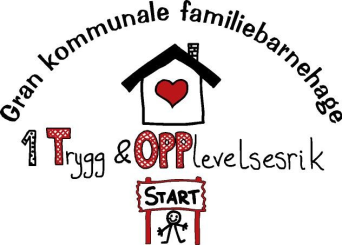 Gran kommunale familiebarnehage
1 Trygg & OPPlevelsesrik
START